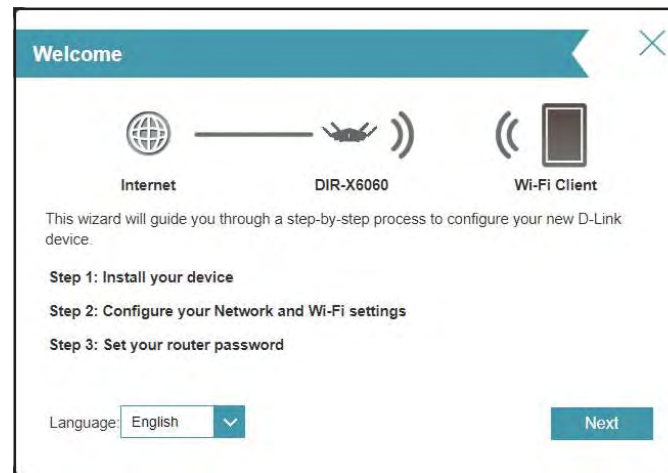 Welcome
Internet DIR-X6060 Wi-Fi Client
This wizard will guide you through a step-by-step process to configure your new D-Link
device.
Step 1: Install your device
Step 2: Configure your Network and Wi-Fi settings
Step 3: Set your router password
Language: English Next